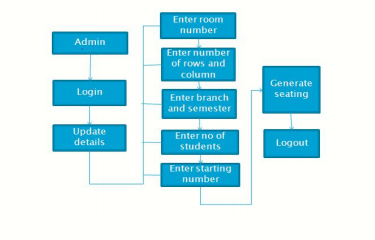 Admin
Login
Update
details
Enter room
number
Enter number
of rows and
column
Enter branch
and semester
Enter no of
students
Enter starting
number
Generate
seating
Logout